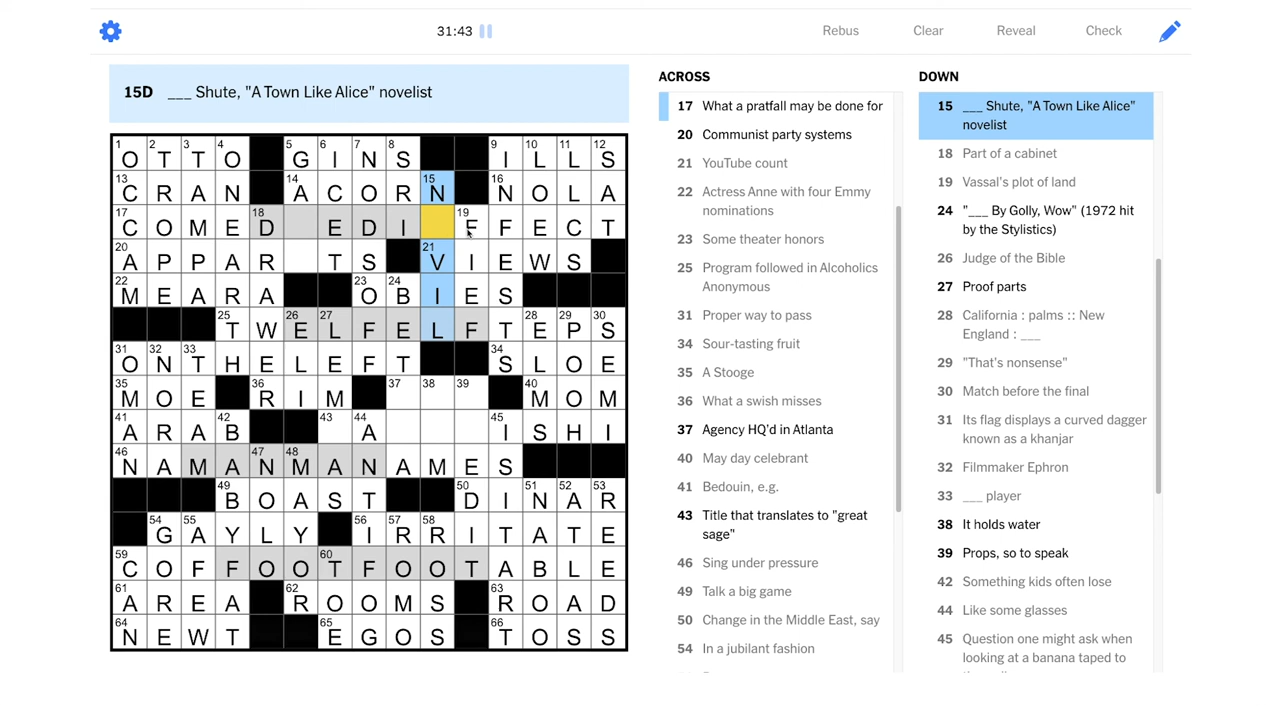 31:43 Rebus Clear Reveal Check
15D ___ Shute, "A Town Like Alice" novelist
1 2 3 4 5 6 7 8 9 10 11 12
O T T O G I N S I L L S
13 14 15 16
C R A N A C O R N N O L A
17 18 19
C O M E D E D I F F E C T
20 21
A P P A R T S V I E W S
22 23 24
M E A R A O B I E S
25 26 27 28 29 30
T W E L F E L F T E P S
31 32 33 34
O N T H E L E F T S L O E
35 36 37 38 39 40
M O E R I M M O M
41 42 43 44 45
A R A B A I S H I
46 47 48
N A M A N M A N A M E S
49 50 51 52 53
B O A S T D I N A R
54 55 56 57 58
G A Y L Y I R R I T A T E
59 60
C O F F O O T F O O T A B L E
61 62 63
A R E A R O O M S R O A D
64 65 66
N E W T E G O S T O S S
ACROSS
17 What a pratfall may be done for
20 Communist party systems
21 YouTube count
22 Actress Anne with four Emmy
nominations
23 Some theater honors
25 Program followed in Alcoholics
Anonymous
31 Proper way to pass
34 Sour-tasting fruit
35 A Stooge
36 What a swish misses
37 Agency HQ'd in Atlanta
40 May day celebrant
41 Bedouin, e.g.
43 Title that translates to "great
sage"
46 Sing under pressure
49 Talk a big game
50 Change in the Middle East, say
54 In a jubilant fashion
DOWN
15 ___ Shute, "A Town Like Alice"
novelist
18 Part of a cabinet
19 Vassal's plot of land
24 "___ By Golly, Wow" (1972 hit
by the Stylistics)
26 Judge of the Bible
27 Proof parts
28 California : palms :: New
England : ___
29 "That's nonsense"
30 Match before the final
31 Its flag displays a curved dagger
known as a khanjar
32 Filmmaker Ephron
33 ___ player
38 It holds water
39 Props, so to speak
42 Something kids often lose
44 Like some glasses
45 Question one might ask when
looking at a banana taped to